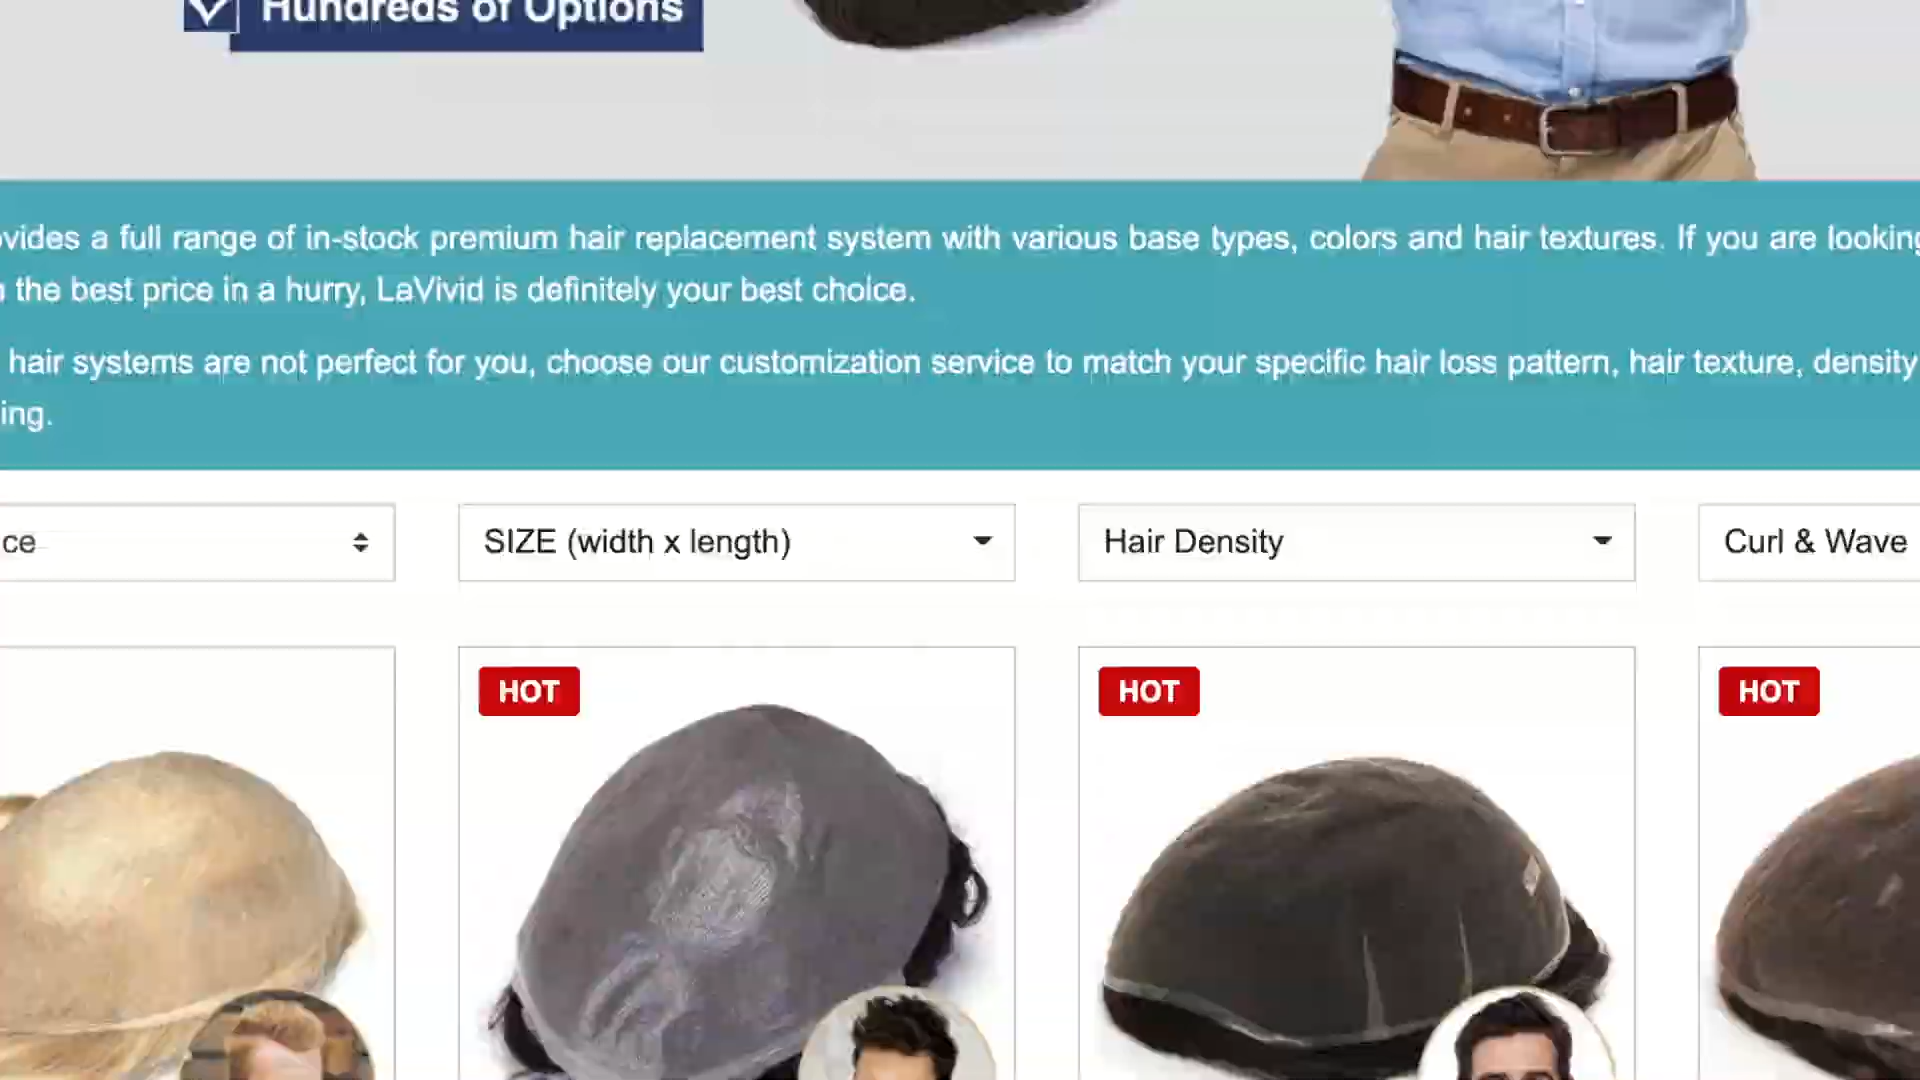 Hundreds of Options
ovides a full range of in-stock premium hair replacement system with various base types, colors and hair textures. If you are looking
the best price in a hurry, LaVivid is definitely your best choice.
hair systems are not perfect for you, choose our customization service to match your specific hair loss pattern, hair texture, density
ing.
ce
SIZE (width x length)
Hair Density
Curl & Wave
HOT
HOT
HOT